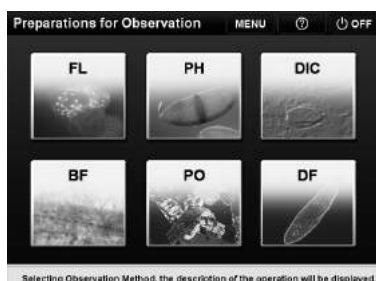 Preparations for Observation MENU ? OFF
FL PH DIC
BF PO DF
Selecting Observation Method, the description of the operation will be displayed.